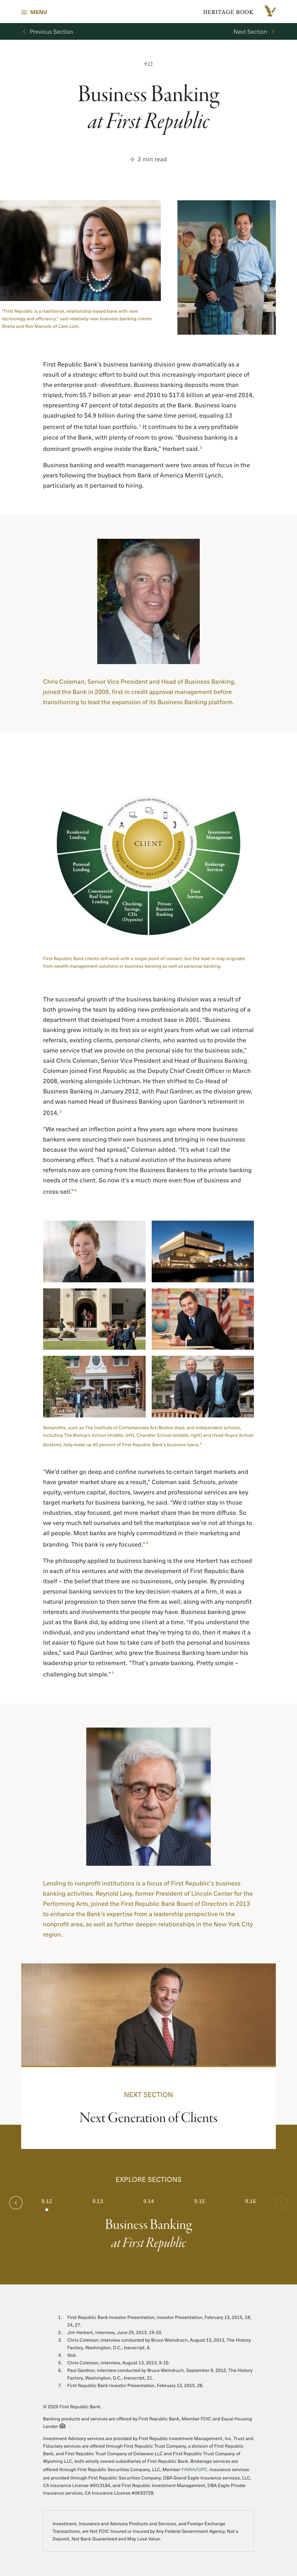 MENU
HERITAGE BOOK
Previous Section
Next Section
9.12
Business Banking
at First Republic
3 min read
"First Republic is a traditional, relationship-based bank with new
technology and efficiency," said relatively new business banking clients
Sheila and Ron Marcelo of Care.com.
First Republic Bank's business banking division grew dramatically as a
result of a strategic effort to build out this increasingly important piece of
the enterprise post- divestiture. Business banking deposits more than
tripled, from $5.7 billion at year- end 2010 to $17.6 billion at year-end 2014,
representing 47 percent of total deposits at the Bank. Business loans
quadrupled to $4.9 billion during the same time period, equaling 13
percent of the total loan portfolio. 1 It continues to be a very profitable
piece of the Bank, with plenty of room to grow. "Business banking is a
dominant growth engine inside the Bank," Herbert said. 2
Business banking and wealth management were two areas of focus in the
years following the buyback from Bank of America Merrill Lynch,
particularly as it pertained to hiring.
Chris Coleman, Senior Vice President and Head of Business Banking,
joined the Bank in 2008, first in credit approval management before
transitioning to lead the expansion of its Business Banking platform.
CLIENT
Residential
Lending
Personal
Lending
Commercial
Real Estate
Lending
Checking
Savings,
CDs
(Deposits)
Private
Business
Banking
Trust
Services
Brokerage
Services
Investment
Management
First Republic Bank clients still work with a single point of contact, but the lead in may originate
from wealth management solutions or business banking as well as personal banking.
The successful growth of the business banking division was a result of
both growing the team by adding new professionals and the maturing of a
department that developed from a modest base in 2001. "Business
banking grew initially in its first six or eight years from what we call internal
referrals, existing clients, personal clients, who wanted us to provide the
same service that we provide on the personal side for the business side,"
said Chris Coleman, Senior Vice President and Head of Business Banking.
Coleman joined First Republic as the Deputy Chief Credit Officer in March
2008, working alongside Lichtman. He then shifted to Co-Head of
Business Banking in January 2012, with Paul Gardner, as the division grew,
and was named Head of Business Banking upon Gardner's retirement in
2014. 3
"We reached an inflection point a few years ago where more business
bankers were sourcing their own business and bringing in new business
because the word had spread," Coleman added. "It's what I call the
boomerang effect. That's a natural evolution of the business where
referrals now are coming from the Business Bankers to the private banking
needs of the client. So now it's a much more even flow of business and
cross-sell." 4
Nonprofits, such as The Institute of Contemporary Art/Boston (top), and independent schools,
including The Bishop's School (middle, left), Chandler School (middle, right) and Head-Royce School
(bottom), help make up 40 percent of First Republic Bank's business loans.
"We'd rather go deep and confine ourselves to certain target markets and
have greater market share as a result," Coleman said. Schools, private
equity, venture capital, doctors, lawyers and professional services are key
target markets for business banking, he said. "We'd rather stay in those
industries, stay focused, get more market share than be more diffuse. So
we very much tell ourselves and tell the marketplace we're not all things to
all people. Most banks are highly commoditized in their marketing and
branding. This bank is very focused."
The philosophy applied to business banking is the one Herbert has echoed
in each of his ventures and with the development of First Republic Bank
itself – the belief that there are no businesses, only people. By providing
personal banking services to the key decision-makers at a firm, it was a
natural progression to then serve the firm as well, along with any nonprofit
interests and involvements the people may have. Business banking grew
just as the Bank did, by adding one client at a time. "If you understand the
individual, and you understand what they're trying to do, then it makes it a
lot easier to figure out how to take care of both the personal and business
sides," said Paul Gardner, who grew the Business Banking team under his
leadership prior to retirement. "That's private banking. Pretty simple –
challenging but simple."
Lending to nonprofit institutions is a focus of First Republic's business
banking activities. Reynold Levy, former President of Lincoln Center for the
Performing Arts, joined the First Republic Bank Board of Directors in 2013
to enhance the Bank's expertise from a leadership perspective in the
nonprofit area, as well as further deepen relationships in the New York City
region.
NEXT SECTION
Next Generation of Clients
EXPLORE SECTIONS
9.12 9.13 9.14 9.15 9.16
Business Banking
at First Republic
1. First Republic Bank Investor Presentation, Investor Presentation, February 13, 2015, 18,
24, 27.
2. Jim Herbert, interview, June 25, 2013, 19-20.
3. Chris Coleman, interview conducted by Bruce Weindruch, August 13, 2013, The History
Factory, Washington, D.C., transcript, 6.
4. Ibid.
5. Chris Coleman, interview, August 13, 2013, 9-10.
6. Paul Gardner, interview conducted by Bruce Weindruch, September 9, 2012, The History
Factory, Washington, D.C., transcript, 21.
7. First Republic Bank Investor Presentation, February 13, 2015, 28.
© 2020 First Republic Bank.
Banking products and services are offered by First Republic Bank, Member FDIC and Equal Housing
Lender
Investment Advisory services are provided by First Republic Investment Management, Inc. Trust and
Fiduciary services are offered through First Republic Trust Company, a division of First Republic
Bank, and First Republic Trust Company of Delaware LLC and First Republic Trust Company of
Wyoming LLC, both wholly owned subsidiaries of First Republic Bank. Brokerage services are
offered through First Republic Securities Company, LLC, Member FINRA/SIPC. Insurance services
are provided through First Republic Securities Company, DBA Grand Eagle Insurance services, LLC,
CA Insurance License #0I13184, and First Republic Investment Management, DBA Eagle Private
Insurance services, CA Insurance License #0K93728.
Investment, Insurance and Advisory Products and Services, and Foreign Exchange
Transactions, are Not FDIC Insured or Insured by Any Federal Government Agency, Not a
Deposit, Not Bank Guaranteed and May Lose Value.